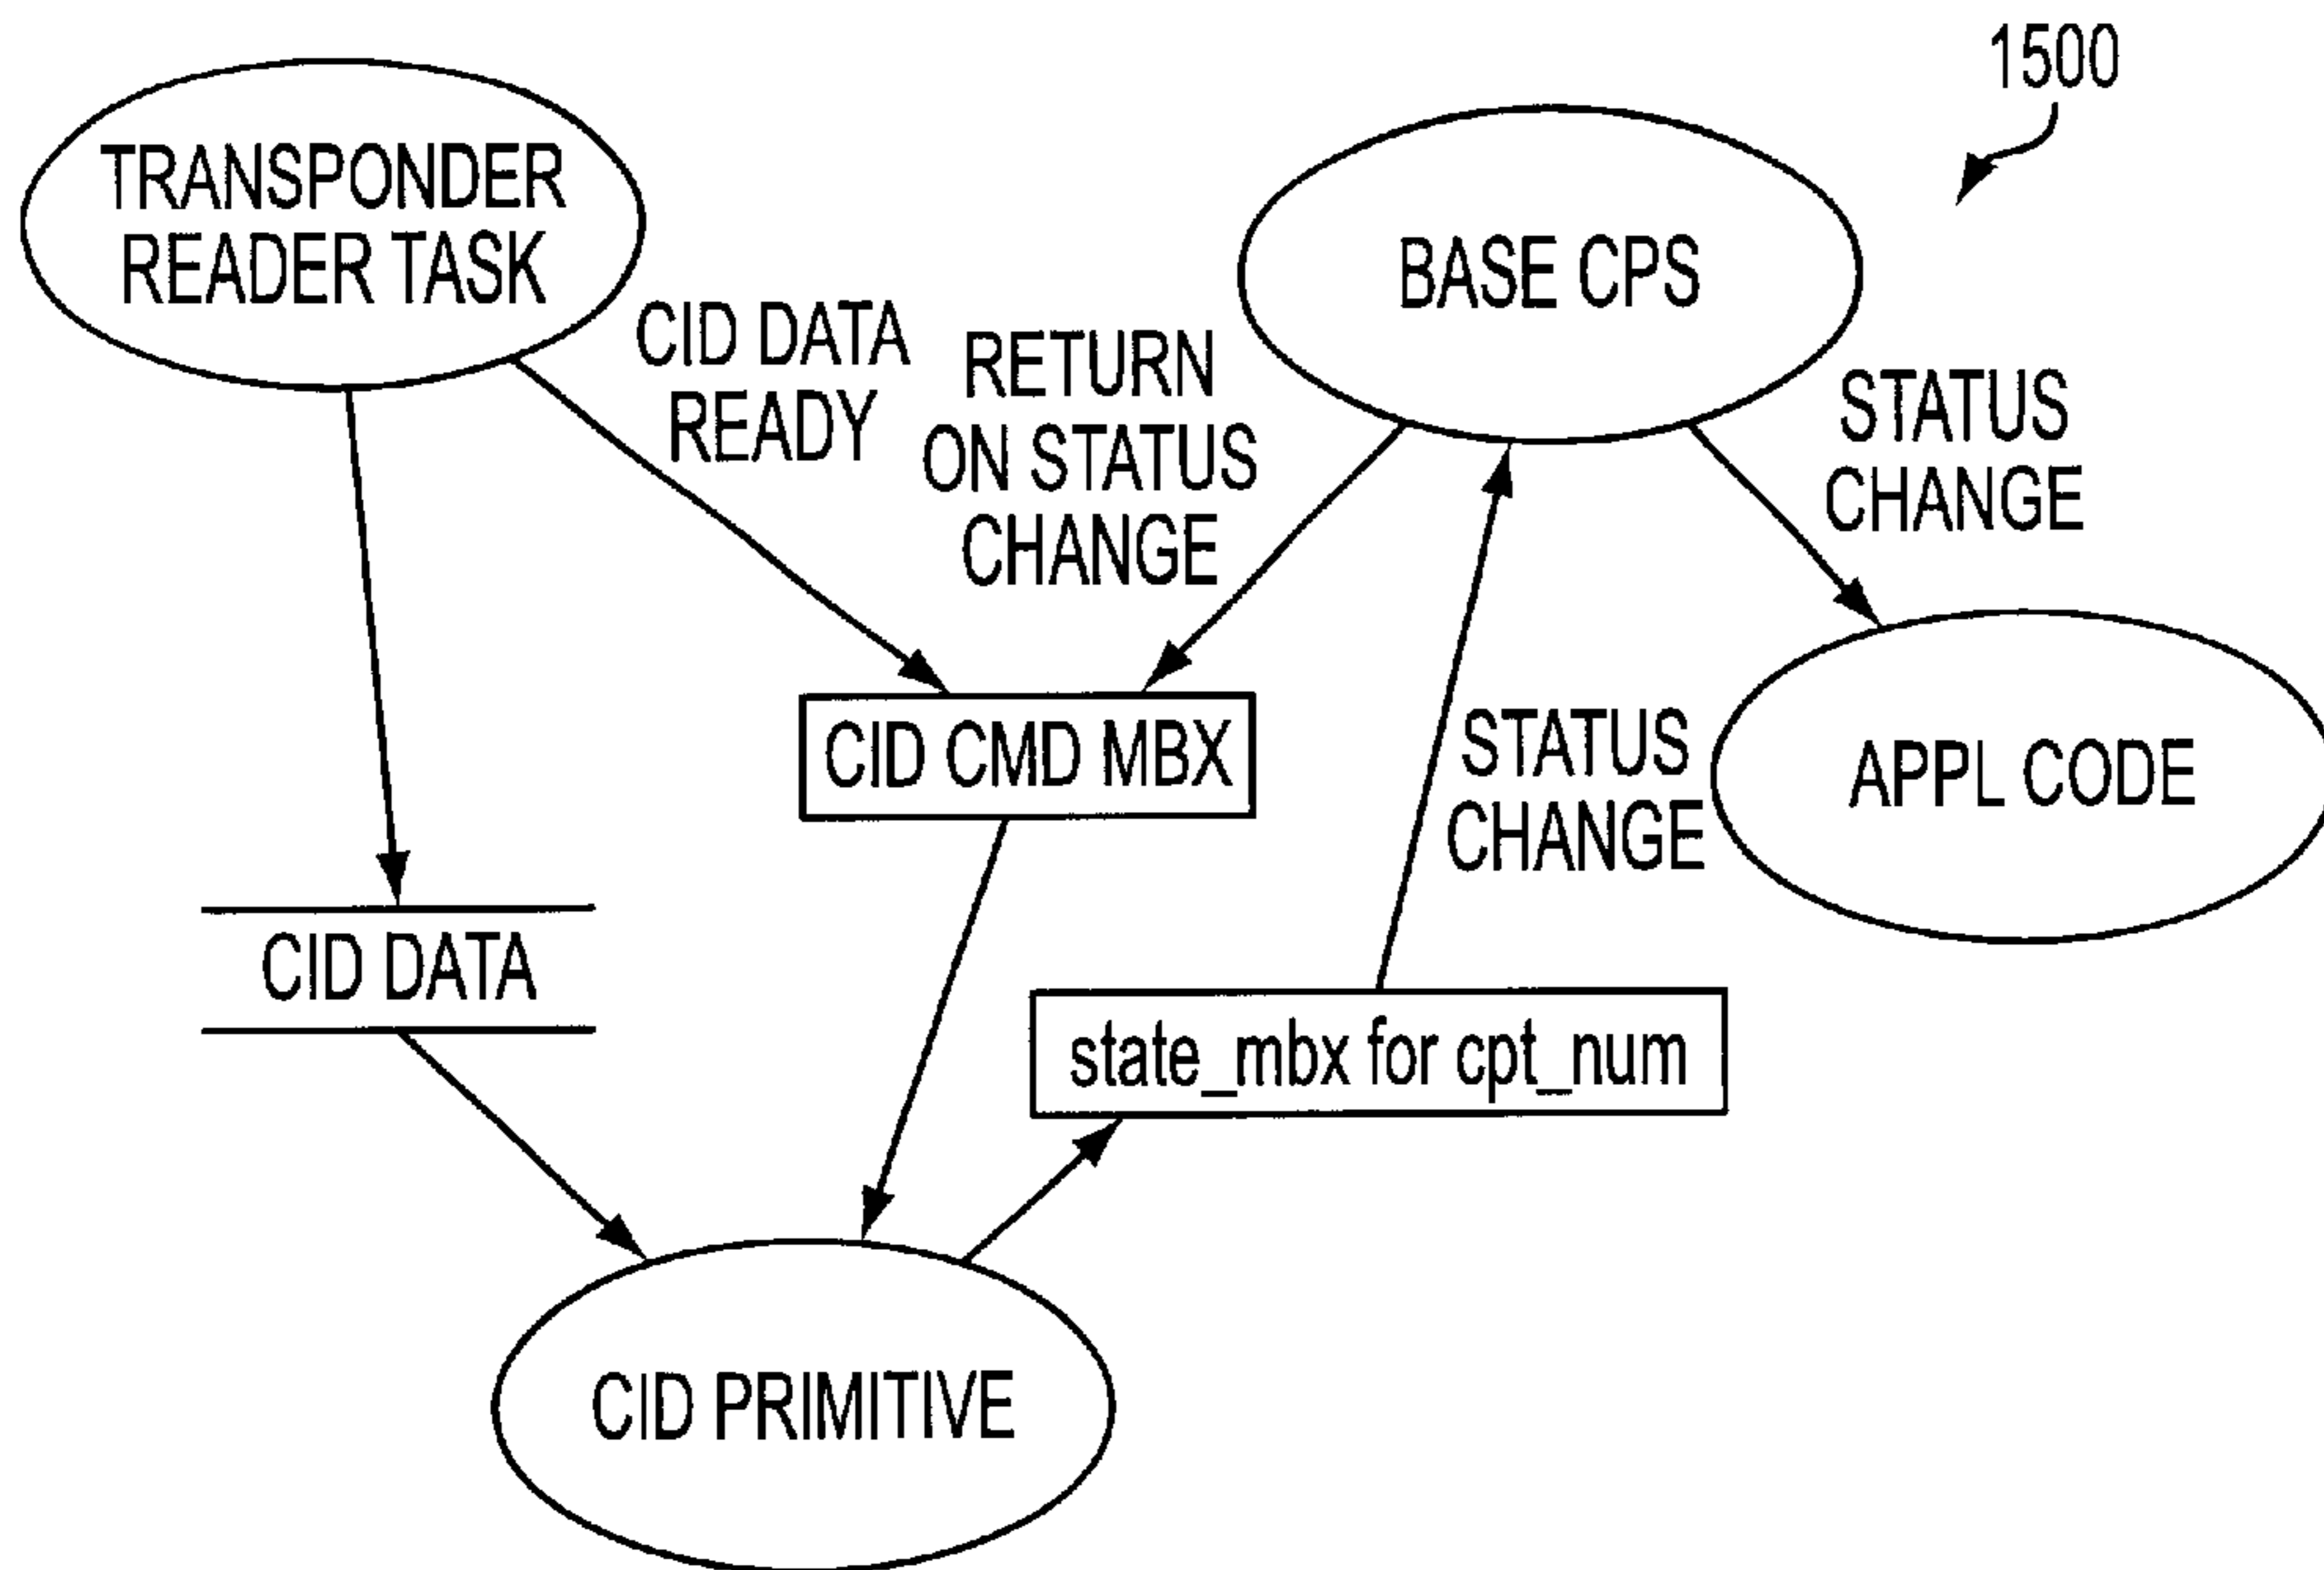 1500
TRANSPONDER
READER TASK
BASE CPS
CID DATA
READY
RETURN
ON STATUS
CHANGE
STATUS
CHANGE
CID CMD MBX
STATUS
CHANGE
APPL CODE
CID DATA
state_mbx for cpt_num
CID PRIMITIVE